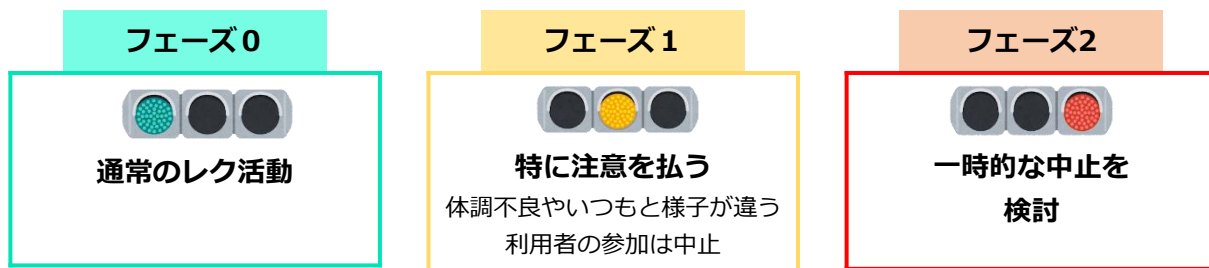 フェーズ０
通常のレク活動
フェーズ１
特に注意を払う
体調不良やいつもと様子が違う
利用者の参加は中止
フェーズ2
一時的な中止を
検討